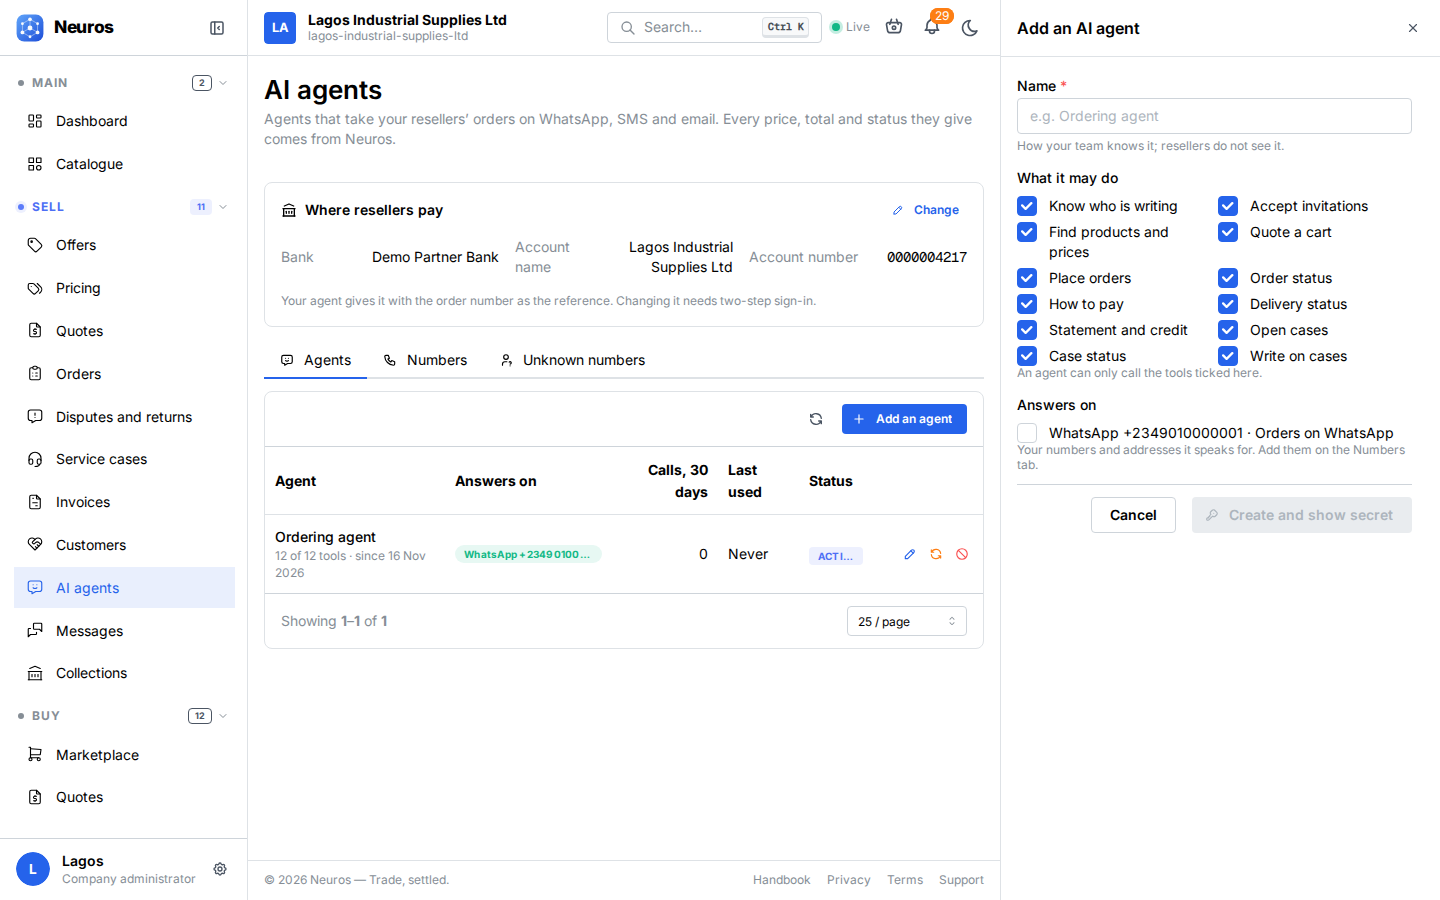 Neuros
MAIN
2
Dashboard
Catalogue
SELL
11
Offers
Pricing
Quotes
Orders
Disputes and returns
Service cases
Invoices
Customers
AI agents
Messages
Collections
BUY
12
Marketplace
Quotes
L
Lagos
Company administrator
LA
Lagos Industrial Supplies Ltd
lagos-industrial-supplies-ltd
Search...
Ctrl K
Live
29
AI agents
Agents that take your resellers’ orders on WhatsApp, SMS and email. Every price, total and status they give
comes from Neuros.
Where resellers pay
Change
Bank
Demo Partner Bank
Account
name
Lagos Industrial
Supplies Ltd
Account number
0000004217
Your agent gives it with the order number as the reference. Changing it needs two-step sign-in.
Agents
Numbers
Unknown numbers
Add an agent
Agent
Answers on
Calls, 30
days
Last
used
Status
Ordering agent
12 of 12 tools · since 16 Nov
2026
WhatsApp +2349 0100...
0
Never
ACTI...
Showing 1–1 of 1
25 / page
© 2026 Neuros — Trade, settled.
Handbook
Privacy
Terms
Support
Add an AI agent
Name *
e.g. Ordering agent
How your team knows it; resellers do not see it.
What it may do
Know who is writing
Accept invitations
Find products and
prices
Quote a cart
Place orders
Order status
How to pay
Delivery status
Statement and credit
Open cases
Case status
Write on cases
An agent can only call the tools ticked here.
Answers on
WhatsApp +2349010000001 · Orders on WhatsApp
Your numbers and addresses it speaks for. Add them on the Numbers
tab.
Cancel
Create and show secret